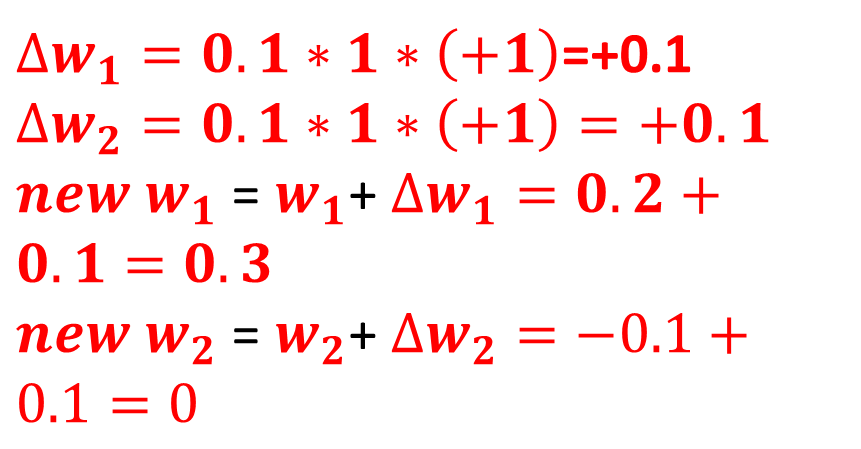 Δw₁ = 0.1 * 1 * (+1)=+0.1
Δw₂ = 0.1 * 1 * (+1) = +0.1
new w₁ = w₁+ Δw₁ = 0.2 +
0.1 = 0.3
new w₂ = w₂+ Δw₂ = −0.1 +
0.1 = 0